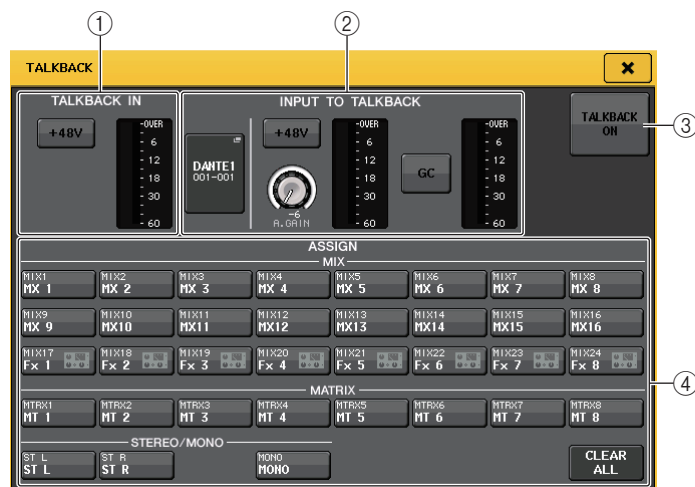 ① ②
TALKBACK ×
TALKBACK IN
+48V
-OVER
- 6
- 12
- 18
- 30
- 60
INPUT TO TALKBACK
DANTE1
001-001
+48V
-6
A.GAIN
-OVER
- 6
- 12
- 18
- 30
- 60
GC
-OVER
- 6
- 12
- 18
- 30
- 60
TALKBACK
ON
③
ASSIGN
MIX
MIX1 MIX2 MIX3 MIX4 MIX5 MIX6 MIX7 MIX8
MX 1 MX 2 MX 3 MX 4 MX 5 MX 6 MX 7 MX 8
MIX9 MIX10 MIX11 MIX12 MIX13 MIX14 MIX15 MIX16
MX 9 MX10 MX11 MX12 MX13 MX14 MX15 MX16
MIX17 MIX18 MIX19 MIX20 MIX21 MIX22 MIX23 MIX24
Fx 1 Fx 2 Fx 3 Fx 4 Fx 5 Fx 6 Fx 7 Fx 8
④
MATRIX
MTRX1 MTRX2 MTRX3 MTRX4 MTRX5 MTRX6 MTRX7 MTRX8
MT 1 MT 2 MT 3 MT 4 MT 5 MT 6 MT 7 MT 8
STEREO/MONO
ST L ST R MONO
ST L ST R MONO
CLEAR
ALL